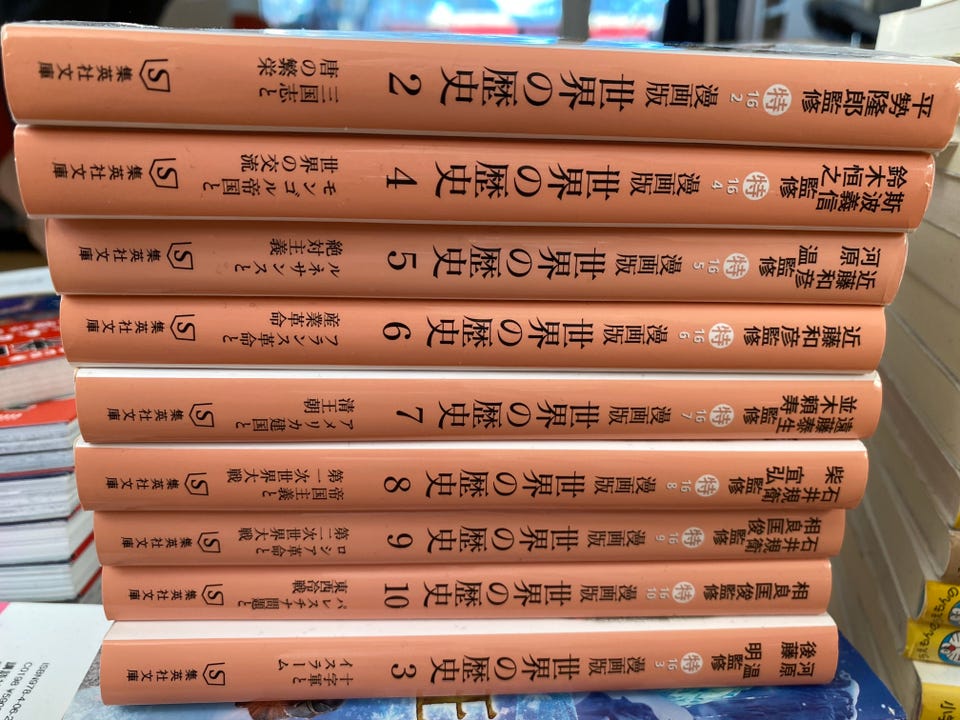 三国志と
唐の繁栄
漫画版
世界の歴史
2
特
16
2
平勢隆郎監修
S
集英社文庫
モンゴル帝国と
世界の交流
漫画版
世界の歴史
4
特
16
4
斯波義信
鈴木恒之
監修
S
集英社文庫
ルネサンスと
絶対主義
漫画版
世界の歴史
5
特
16
5
近藤和彦
河原温
監修
S
集英社文庫
フランス革命と
産業革命
漫画版
世界の歴史
6
特
16
6
近藤和彦監修
S
集英社文庫
アメリカ建国と
清王朝
漫画版
世界の歴史
7
特
16
7
遠藤泰生
並木頼寿
監修
S
集英社文庫
帝国主義と
第一次世界大戦
漫画版
世界の歴史
8
特
16
8
石井規衛
柴宜弘
監修
S
集英社文庫
ロシア革命と
第二次世界大戦
漫画版
世界の歴史
9
特
16
9
石井規衛
相良匡俊
監修
S
集英社文庫
パレスチナ問題と
東西冷戦
漫画版
世界の歴史
10
特
16
10
相良匡俊監修
S
集英社文庫
十字軍と
イスラーム
漫画版
世界の歴史
3
特
16
3
河原温
後藤明
監修
S
集英社文庫